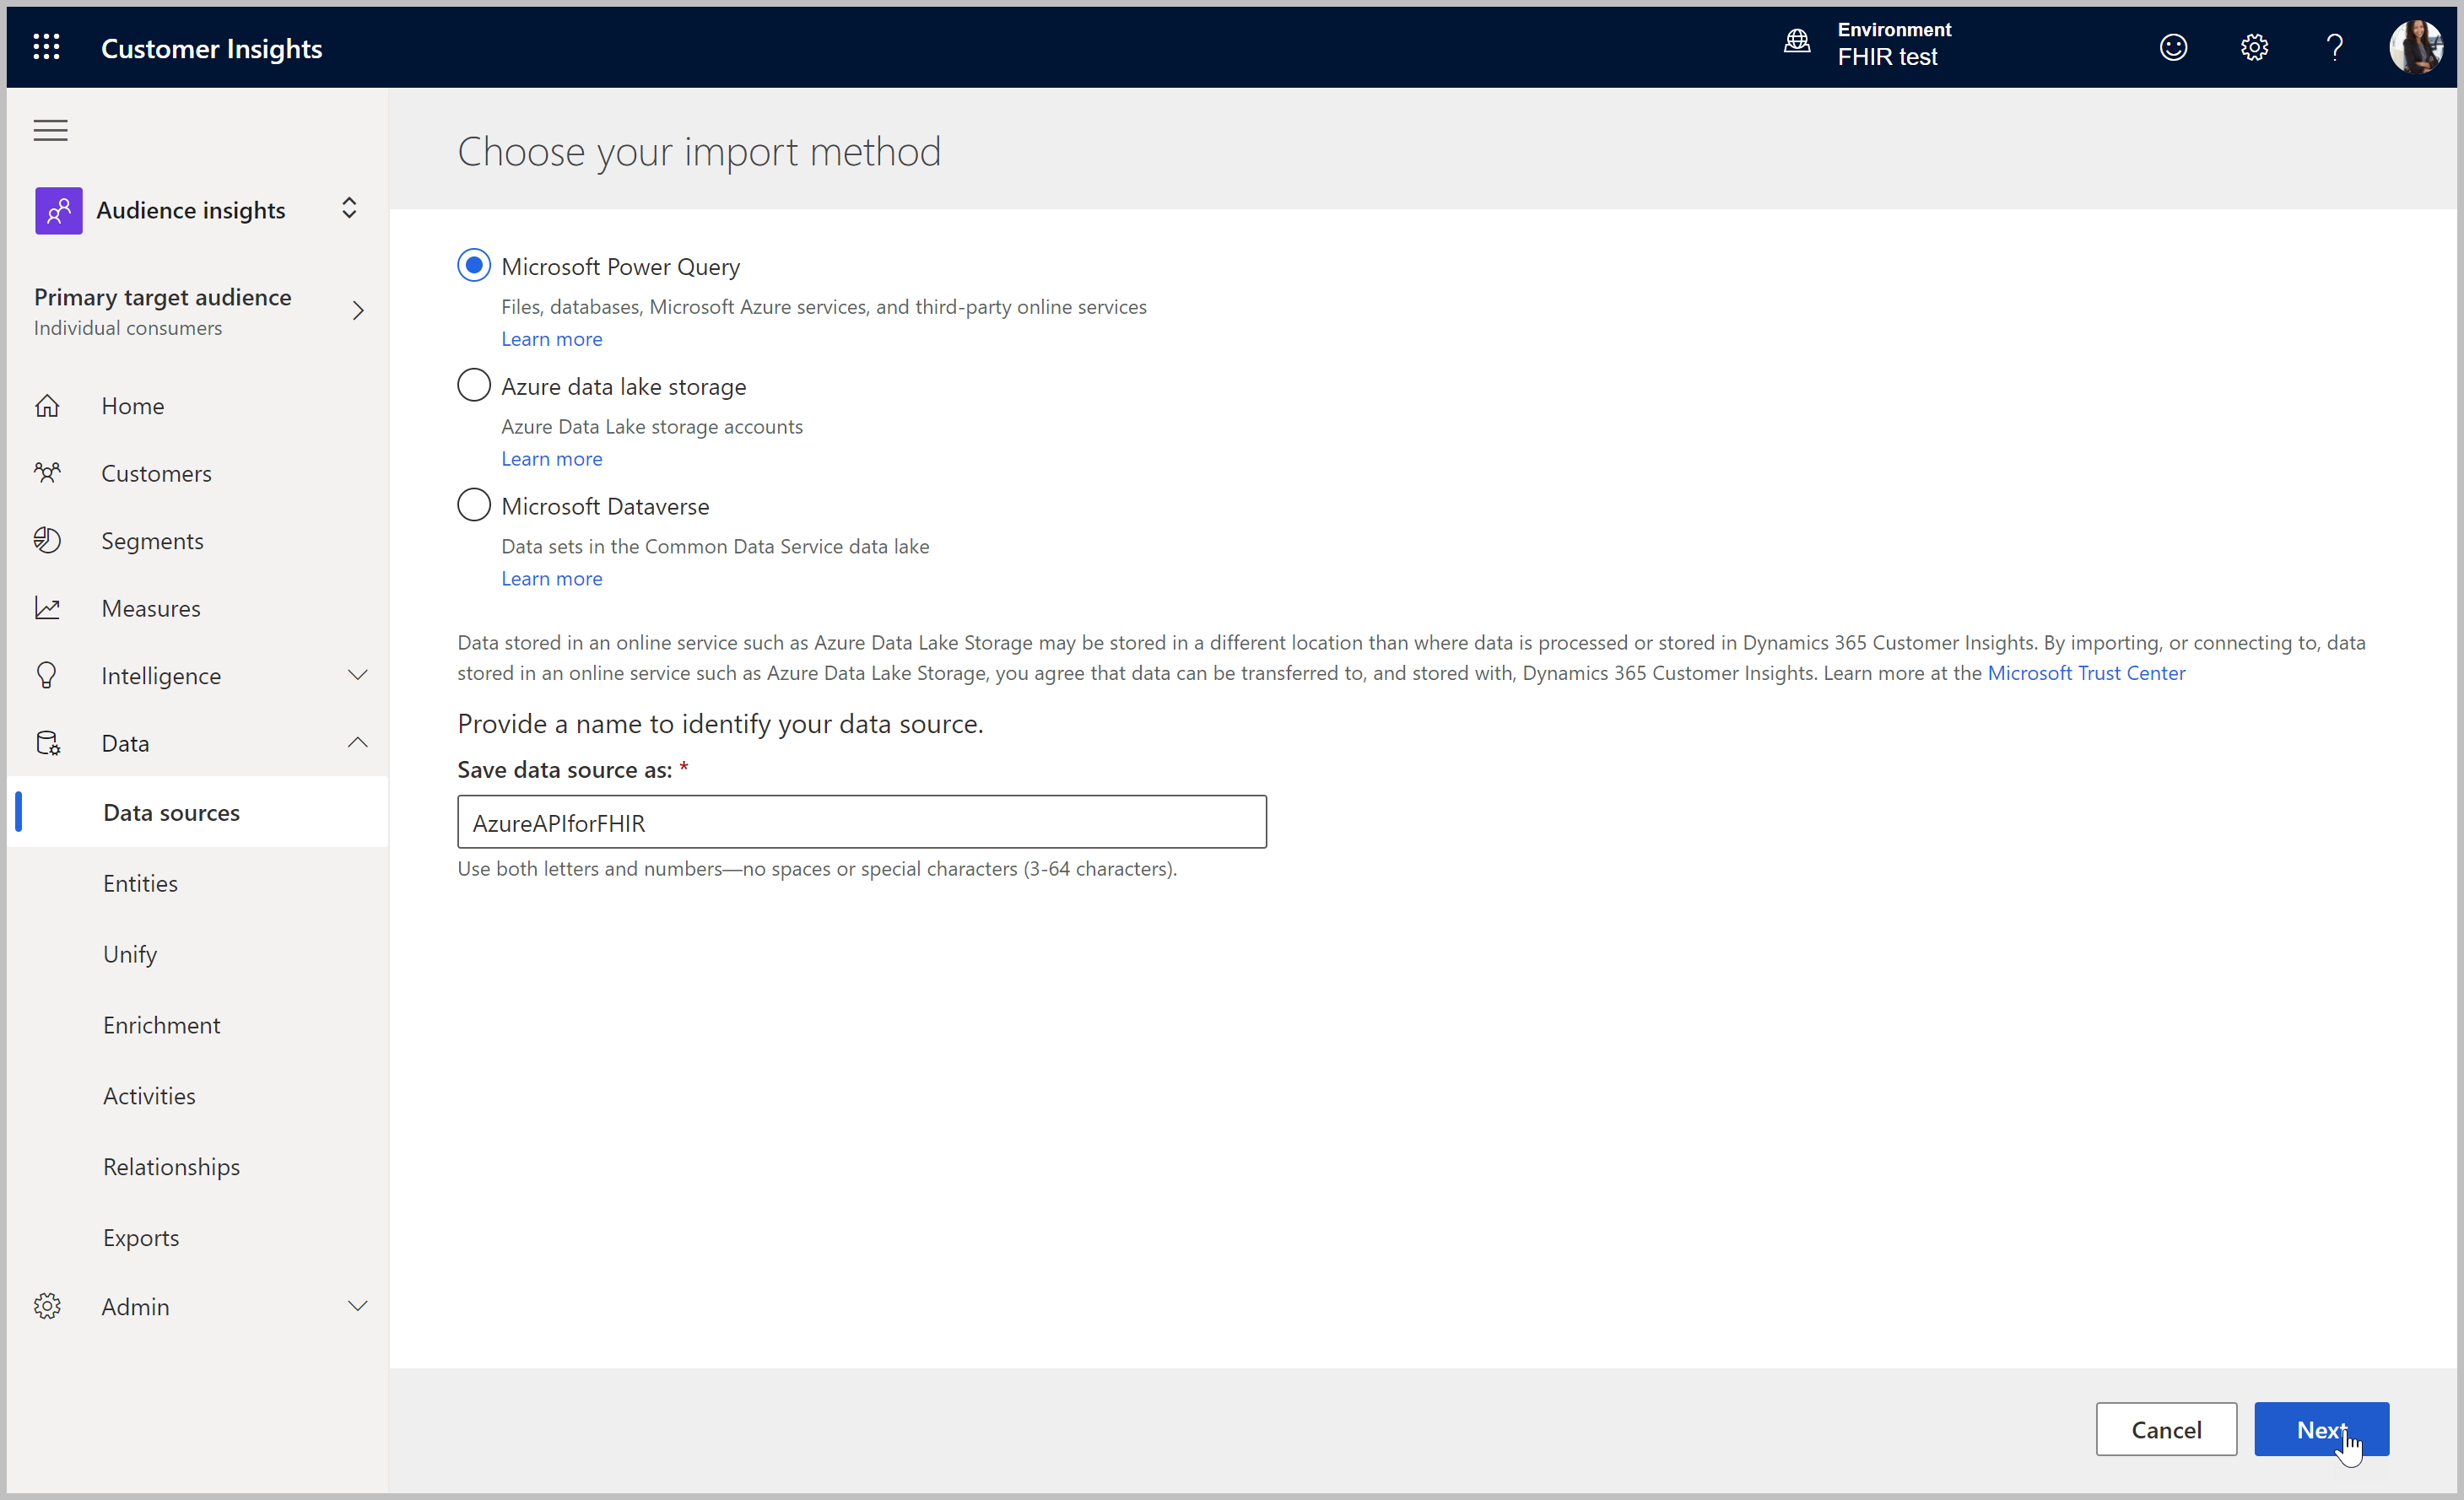 Customer Insights
Environment
FHIR test
Audience insights
Primary target audience
Individual consumers
Home
Customers
Segments
Measures
Intelligence
Data
Data sources
Entities
Unify
Enrichment
Activities
Relationships
Exports
Admin
Choose your import method
Microsoft Power Query
Files, databases, Microsoft Azure services, and third-party online services
Learn more
Azure data lake storage
Azure Data Lake storage accounts
Learn more
Microsoft Dataverse
Data sets in the Common Data Service data lake
Learn more
Data stored in an online service such as Azure Data Lake Storage may be stored in a different location than where data is processed or stored in Dynamics 365 Customer Insights. By importing, or connecting to, data
stored in an online service such as Azure Data Lake Storage, you agree that data can be transferred to, and stored with, Dynamics 365 Customer Insights. Learn more at the Microsoft Trust Center
Provide a name to identify your data source.
Save data source as: *
AzureAPIforFHIR
Use both letters and numbers—no spaces or special characters (3-64 characters).
Cancel
Next